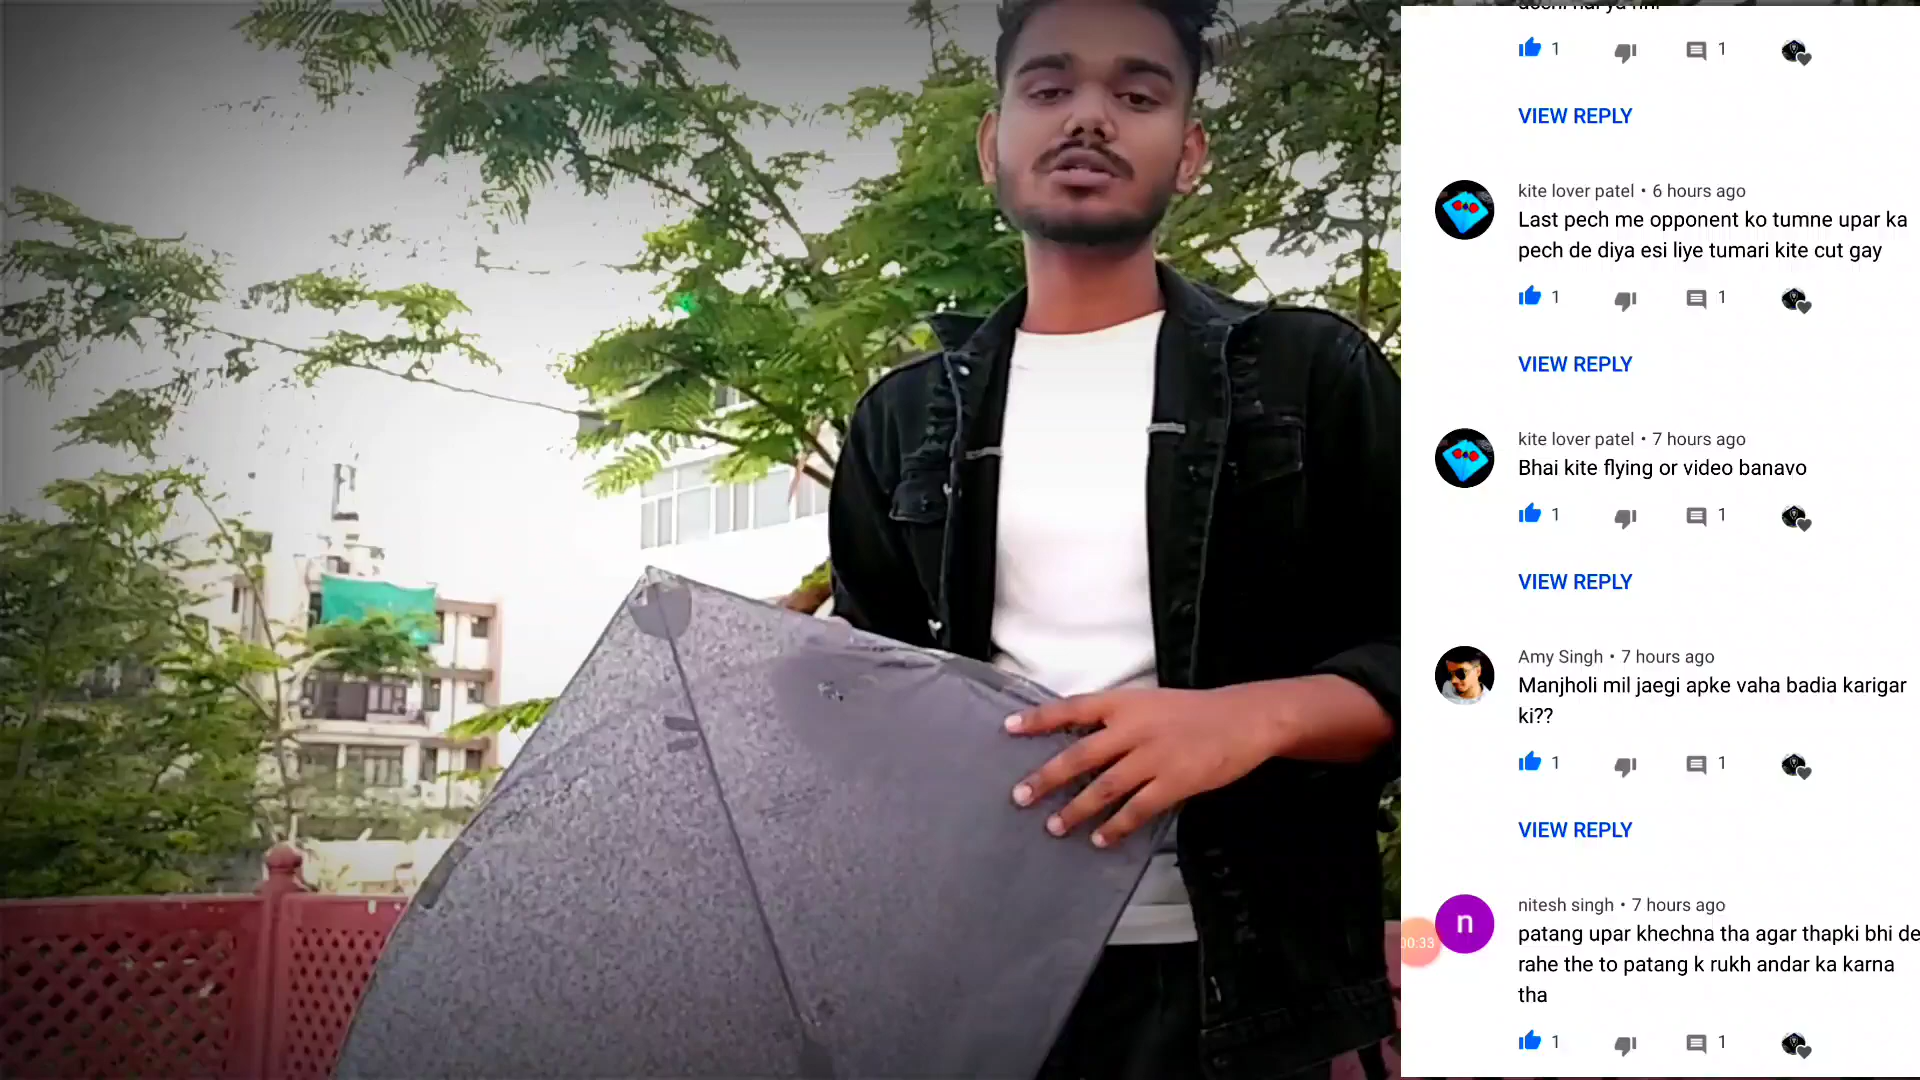 1 1
VIEW REPLY
kite lover patel • 6 hours ago
Last pech me opponent ko tumne upar ka
pech de diya esi liye tumari kite cut gay
1 1
VIEW REPLY
kite lover patel • 7 hours ago
Bhai kite flying or video banavo
1 1
VIEW REPLY
Amy Singh • 7 hours ago
Manjholi mil jaegi apke vaha badia karigar
ki??
1 1
VIEW REPLY
n
nitesh singh • 7 hours ago
00:33
patang upar khechna tha agar thapki bhi de
rahe the to patang k rukh andar ka karna
tha
1 1